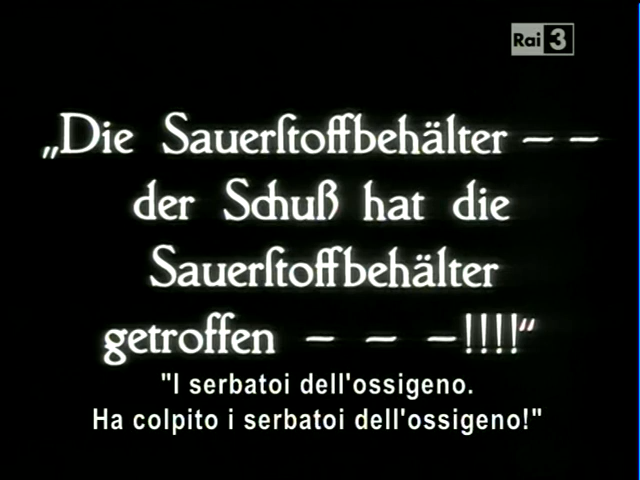 Rai 3
„Die Sauerſtoffbehälter – –
der Schuß hat die
Sauerſtoffbehälter
getroffen – – –!!!!“
"I serbatoi dell'ossigeno.
Ha colpito i serbatoi dell'ossigeno!"